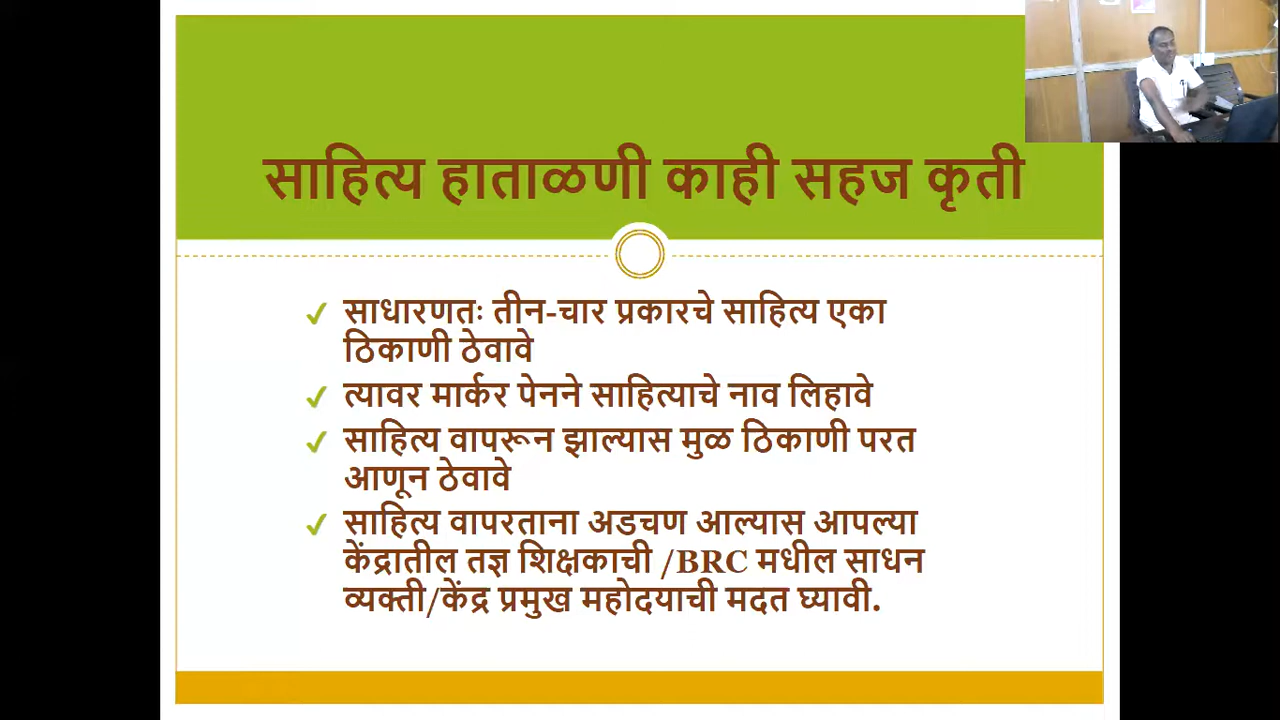 साहित्य हाताळणी काही सहज कृती
साधारणतः तीन-चार प्रकारचे साहित्य एका
ठिकाणी ठेवावे
त्यावर मार्कर पेनने साहित्याचे नाव लिहावे
साहित्य वापरून झाल्यास मुळ ठिकाणी परत
आणून ठेवावे
साहित्य वापरताना अडचण आल्यास आपल्या
केंद्रातील तज्ञ शिक्षकाची /BRC मधील साधन
व्यक्ती/केंद्र प्रमुख महोदयाची मदत घ्यावी.